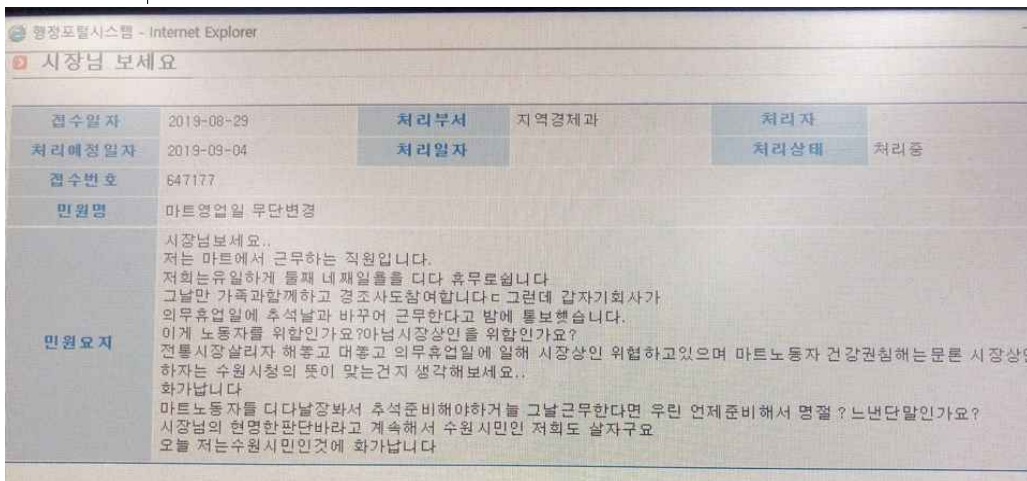 행정포털시스템 - Internet Explorer
시장님 보세요
접수일자 2019-08-29 처리부서 지역경제과 처리자
처리예정일자 2019-09-04 처리일자 처리상태 처리중
접수번호 647177
민원명 마트영업일 무단변경
민원요지
시장님보세요..
저는 마트에서 근무하는 직원입니다.
저희는유일하게 둘째 네째일욜을 디다 휴무로쉽니다
그날만 가족과함께하고 경조사도참여합니다ㄷ 그런데 갑자기회사가
의무휴업일에 추석날과 바꾸어 근무한다고 밤에 통보햇습니다.
이게 노동자를 위함인가요?아님시장상인을 위함인가요?
전통시장살리자 해놓고 대놓고 의무휴업일에 일해 시장상인 위협하고있으며 마트노동자 건강권침해는문론 시장상인
하자는 수원시청의 뜻이 맞는건지 생각해보세요..
화가납니다
마트노동자들 디다날장봐서 추석준비해야하거늘 그날근무한다면 우린 언제준비해서 명절 ? 느낸단말인가요?
시장님의 현명한판단바라고 계속해서 수원시민인 저희도 살자구요
오늘 저는수원시민인것에 화가납니다